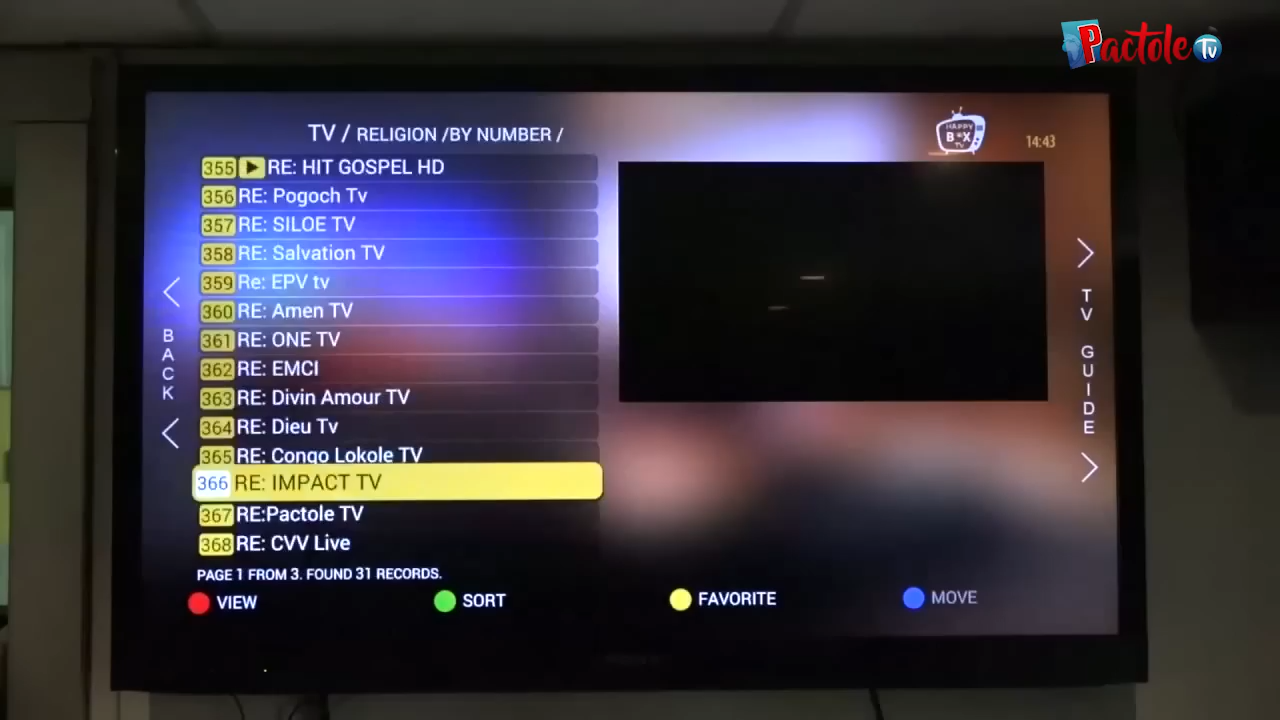 Pactole TV
TV / RELIGION /BY NUMBER /
HAPPY
BOX
TV
14:43
355 RE: HIT GOSPEL HD
356 RE: Pogoch Tv
357 RE: SILOE TV
358 RE: Salvation TV
359 Re: EPV tv
360 RE: Amen TV
361 RE: ONE TV
362 RE: EMCI
363 RE: Divin Amour TV
364 RE: Dieu Tv
365 RE: Congo Lokole TV
366 RE: IMPACT TV
367 RE:Pactole TV
368 RE: CVV Live
BACK
TV GUIDE
PAGE 1 FROM 3. FOUND 31 RECORDS.
VIEW SORT FAVORITE MOVE